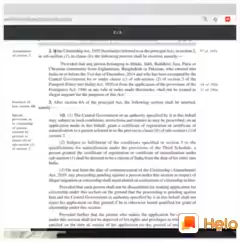 2 / 3
2. In the Citizenship Act, 1955 (hereinafter referred to as the principal Act), in section 2,
in sub-section (1), in clause (b), the following proviso shall be inserted, namely:—
"Provided that any person belonging to Hindu, Sikh, Buddhist, Jain, Parsi or
Christian community from Afghanistan, Bangladesh or Pakistan, who entered into
India on or before the 31st day of December, 2014 and who has been exempted by the
Central Government by or under clause (c) of sub-section (2) of section 3 of the
Passport (Entry into India) Act, 1920 or from the application of the provisions of the
Foreigners Act, 1946 or any rule or order made thereunder, shall not be treated as
illegal migrant for the purposes of this Act;".
3. After section 6A of the principal Act, the following section shall be inserted,
namely:—
(1) The Central Government or an authority specified by it in this behalf
may, subject to such conditions, restrictions and manner as may be prescribed, on an
application made in this behalf, grant a certificate of registration or certificate of
naturalisation to a person referred to in the proviso to clause (b) of sub-section (1) of
section 2.
(2) Subject to fulfilment of the conditions specified in section 5 or the
qualifications for naturalisation under the provisions of the Third Schedule, a
person granted the certificate of registration or certificate of naturalisation under
sub-section (1) shall be deemed to be a citizen of India from the date of his entry into
India.
(3) On and from the date of commencement of the Citizenship (Amendment)
Act, 2019, any proceeding pending against a person under this section in respect of
illegal migration or citizenship shall stand abated on conferment of citizenship to him:
Provided that such person shall not be disqualified for making application for
citizenship under this section on the ground that the proceeding is pending against
him and the Central Government or authority specified by it in this behalf shall not
reject his application on that ground if he is otherwise found qualified for grant of
citizenship under this section:
Provided further that the person who makes the application for
under this section shall not be deprived of his rights and privileges to which
entitled on the date of receipt of his application on the ground of
Helo